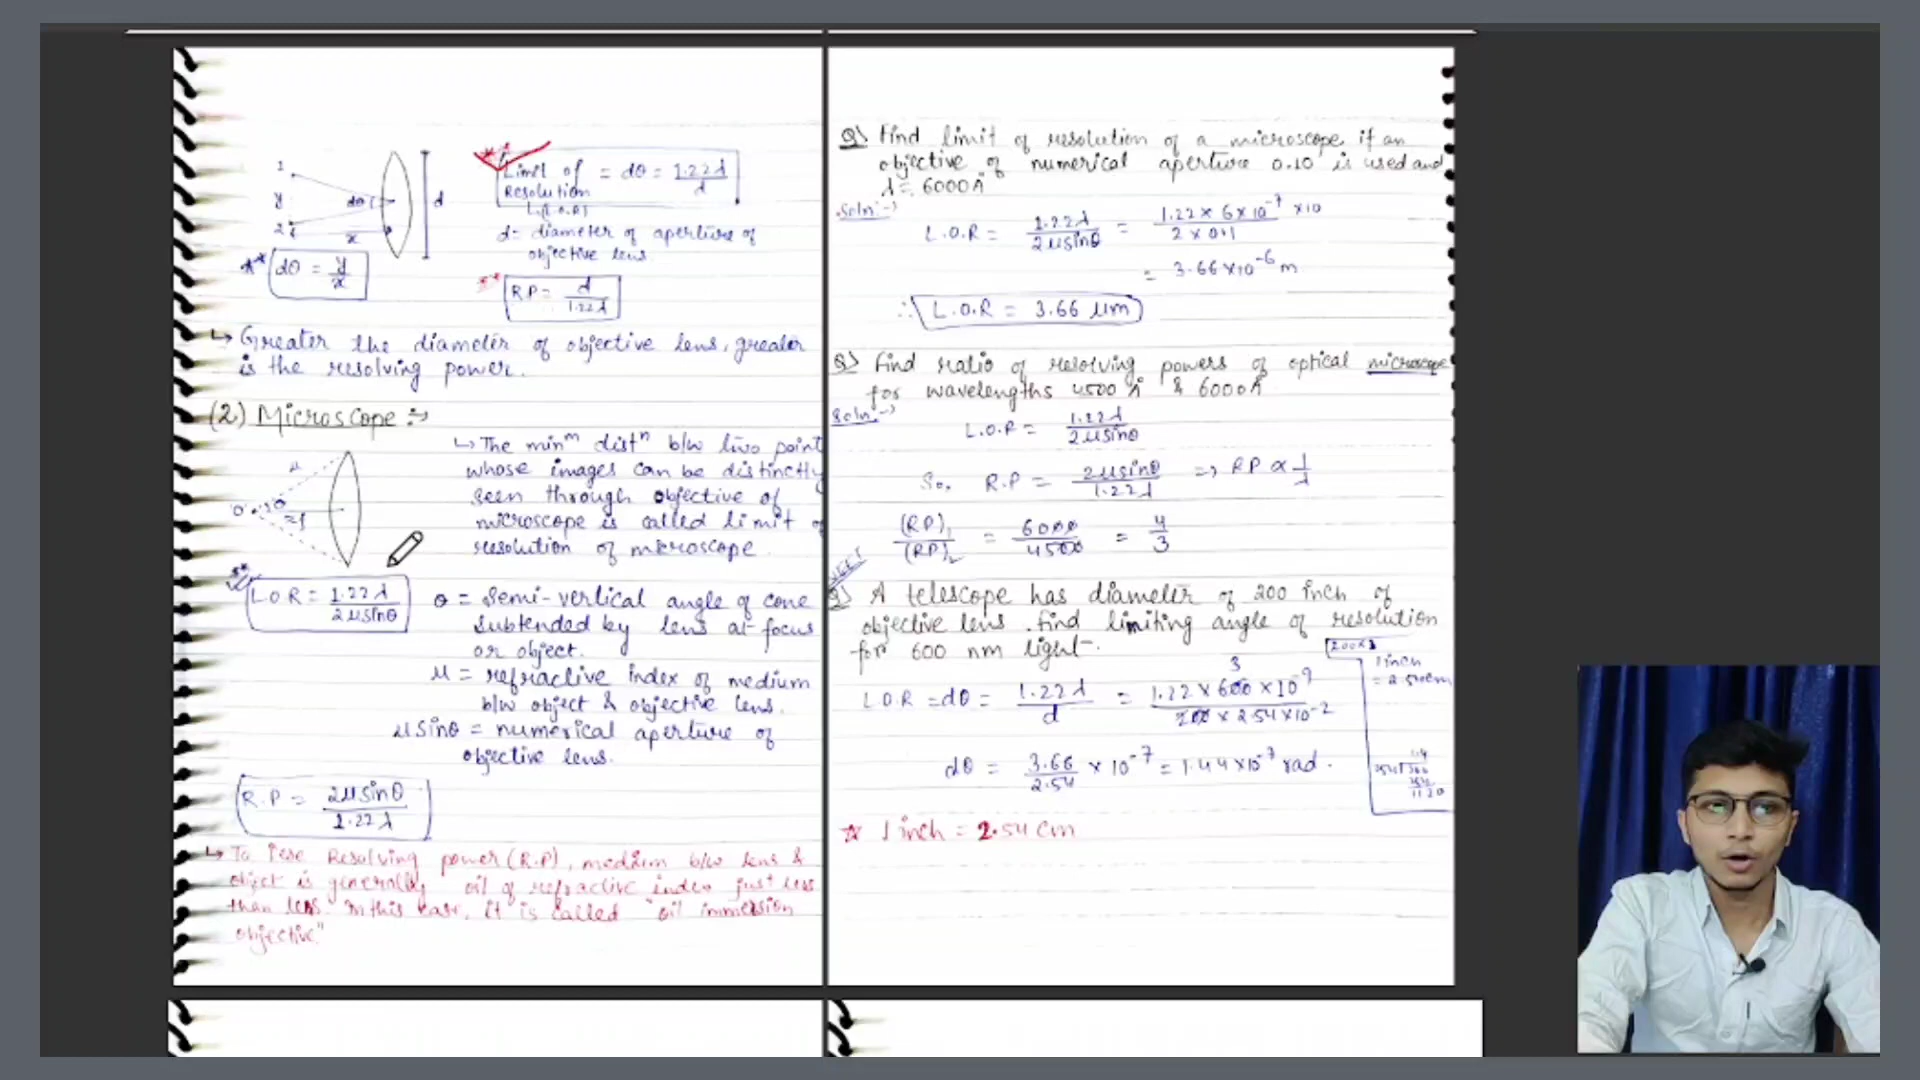 1
y
2
dθ
x
d
dθ = y/x
Limit of Resolution = dθ = 1.22λ/d
(L.O.R)
d = diameter of aperture of
objective lens
R.P = d/1.22λ
↳ Greater the diameter of objective lens, greater
is the resolving power.
(2) Microscope :-
μ
O
θ
≈f
↳ The minᵐ distⁿ b/w two point
whose images can be distinctly
seen through objective of
microscope is called limit of
resolution of microscope.
L.O.R = 1.22λ/2μsinθ
θ = semi-vertical angle of cone
subtended by lens at focus
or object.
μ = refractive index of medium
b/w object & objective lens.
μsinθ = numerical aperture of
objective lens.
R.P = 2μsinθ/1.22λ
↳ To Resolving power (R.P), medium b/w lens &
object is generally oil of refractive index just less
than lens. In this case, it is called "oil immersion
objective"
Q) Find limit of resolution of a microscope if an
objective of numerical aperture 0.10 is used and
λ = 6000Å
Soln:-
L.O.R = 1.22λ/2μsinθ = 1.22 × 6 × 10⁻⁷ × 10/2 × 0.1
= 3.66 × 10⁻⁶ m
∴ L.O.R = 3.66 μm
Q) Find ratio of resolving powers of optical microscope
for wavelengths 4500 Å & 6000Å
Soln:-
L.O.R = 1.22λ/2μsinθ
So, R.P = 2μsinθ/1.22λ => RP ∝ 1/λ
(RP)₁/(RP)₂ = 6000/4500 = 4/3
Q) A telescope has diameter of 200 inch of
objective lens. find limiting angle of resolution
for 600 nm light.
1 inch
= 2.54cm
L.O.R = dθ = 1.22λ/d = 1.22 × 600 × 10⁻⁹/200 × 2.54 × 10⁻²
3
dθ = 3.66/2.54 × 10⁻⁷ = 1.44 × 10⁻⁷ rad.
☆ 1 inch = 2.54 cm